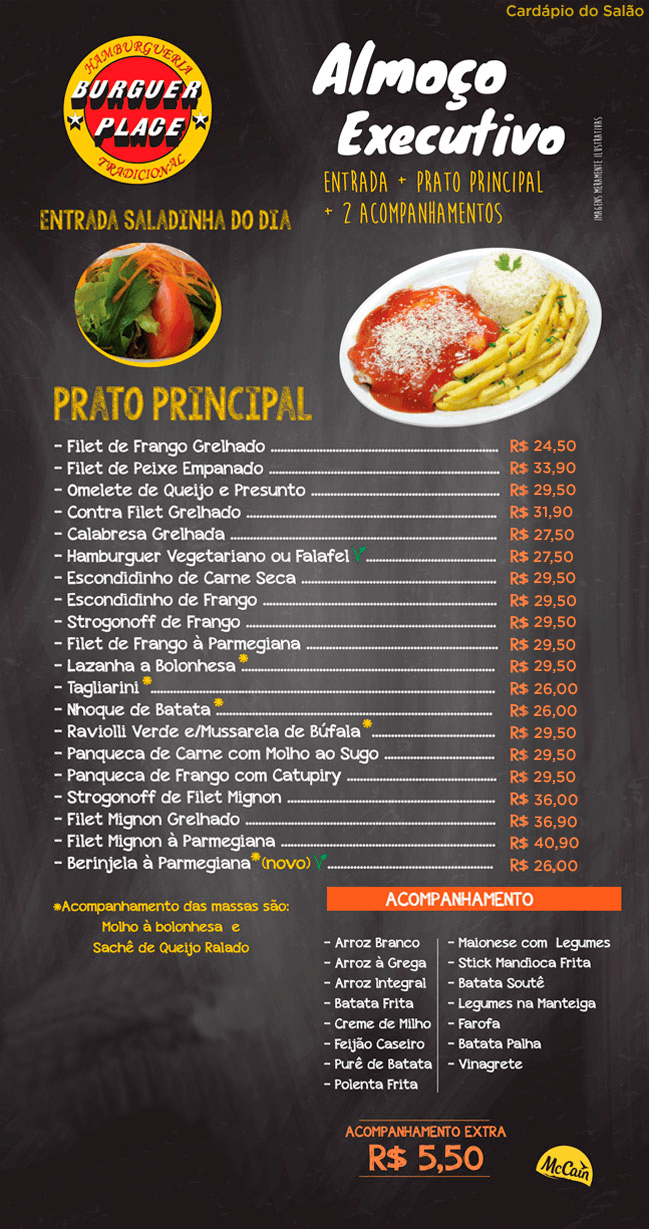 Cardápio do Salão
HAMBURGUERIA
BURGUER
PLACE
TRADICIONAL
Almoço
Executivo
ENTRADA + PRATO PRINCIPAL
+ 2 ACOMPANHAMENTOS
IMAGENS MERAMENTE ILUSTRATIVAS
ENTRADA SALADINHA DO DIA
PRATO PRINCIPAL
- Filet de Frango Grelhado ........ R$ 24,50
- Filet de Peixe Empanado ........ R$ 33,90
- Omelete de Queijo e Presunto ........ R$ 29,50
- Contra Filet Grelhado ........ R$ 31,90
- Calabresa Grelhada ........ R$ 27,50
- Hamburguer Vegetariano ou Falafel V ........ R$ 27,50
- Escondidinho de Carne Seca ........ R$ 29,50
- Escondidinho de Frango ........ R$ 29,50
- Strogonoff de Frango ........ R$ 29,50
- Filet de Frango à Parmegiana ........ R$ 29,50
- Lazanha a Bolonhesa * ........ R$ 29,50
- Tagliarini * ........ R$ 26,00
- Nhoque de Batata * ........ R$ 26,00
- Raviolli Verde e/Mussarela de Búfala * ........ R$ 29,50
- Panqueca de Carne com Molho ao Sugo ........ R$ 29,50
- Panqueca de Frango com Catupiry ........ R$ 29,50
- Strogonoff de Filet Mignon ........ R$ 36,00
- Filet Mignon Grelhado ........ R$ 36,90
- Filet Mignon à Parmegiana ........ R$ 40,90
- Berinjela à Parmegiana * (novo) V ........ R$ 26,00
*Acompanhamento das massas são:
Molho à bolonhesa e
Sachê de Queijo Ralado
ACOMPANHAMENTO
- Arroz Branco
- Arroz à Grega
- Arroz Integral
- Batata Frita
- Creme de Milho
- Feijão Caseiro
- Purê de Batata
- Polenta Frita
- Maionese com Legumes
- Stick Mandioca Frita
- Batata Soutê
- Legumes na Manteiga
- Farofa
- Batata Palha
- Vinagrete
ACOMPANHAMENTO EXTRA
R$ 5,50
McCain